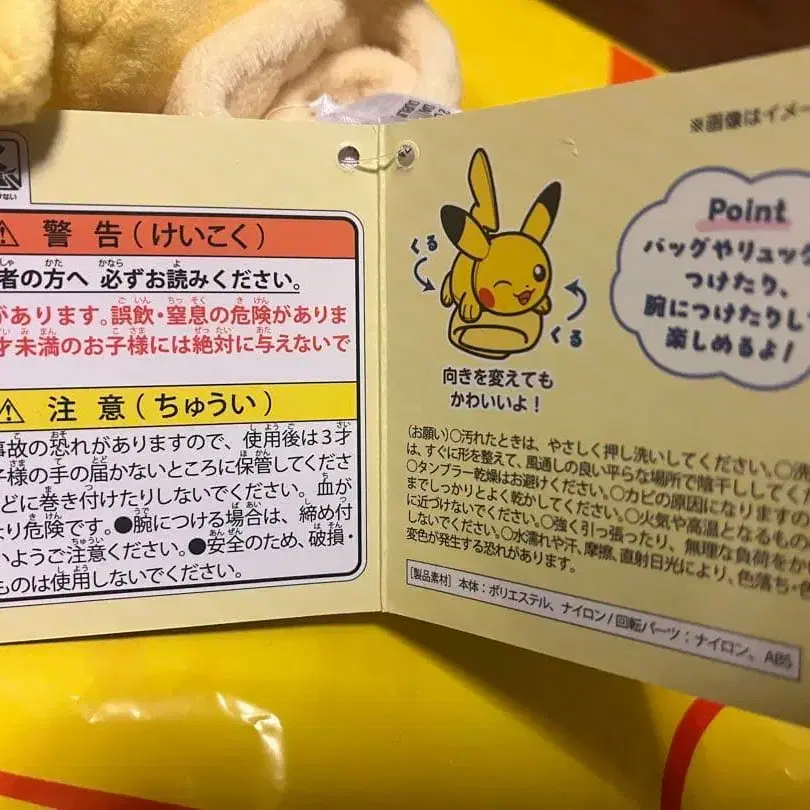 けない
警告(けいこく)
者の方へ 必ずお読みください。
があります。誤飲・窒息の危険がありま
才未満のお子様には絶対に与えないで
注意(ちゅうい)
事故の恐れがありますので、使用後は3才
子様の手の届かないところに保管してくださ
どに巻き付けたりしないでください。血が
より危険です。●腕につける場合は、締め付
いようご注意ください。●安全のため、破損・
ものは使用しないでください。
※画像はイメー
Point
バッグやリュック
つけたり、
腕につけたりして
楽しめるよ!
くる
くる
向きを変えても
かわいいよ!
(お願い)○汚れたときは、やさしく押し洗いしてください。○洗
は、すぐに形を整えて、風通しの良い平らな場所で陰干ししてく
○タンブラー乾燥はお避けください。○カビの原因になりますの
までしっかりとよく乾かしてください。○火気や高温となるもの
に近づけないでください。○強く引っ張ったり、無理な負荷をか
しないでください。○水濡れや汗、摩擦、直射日光により、色落ち・
変色が発生する恐れがあります。
[製品素材] 本体:ポリエステル、ナイロン/回転パーツ:ナイロン、ABS